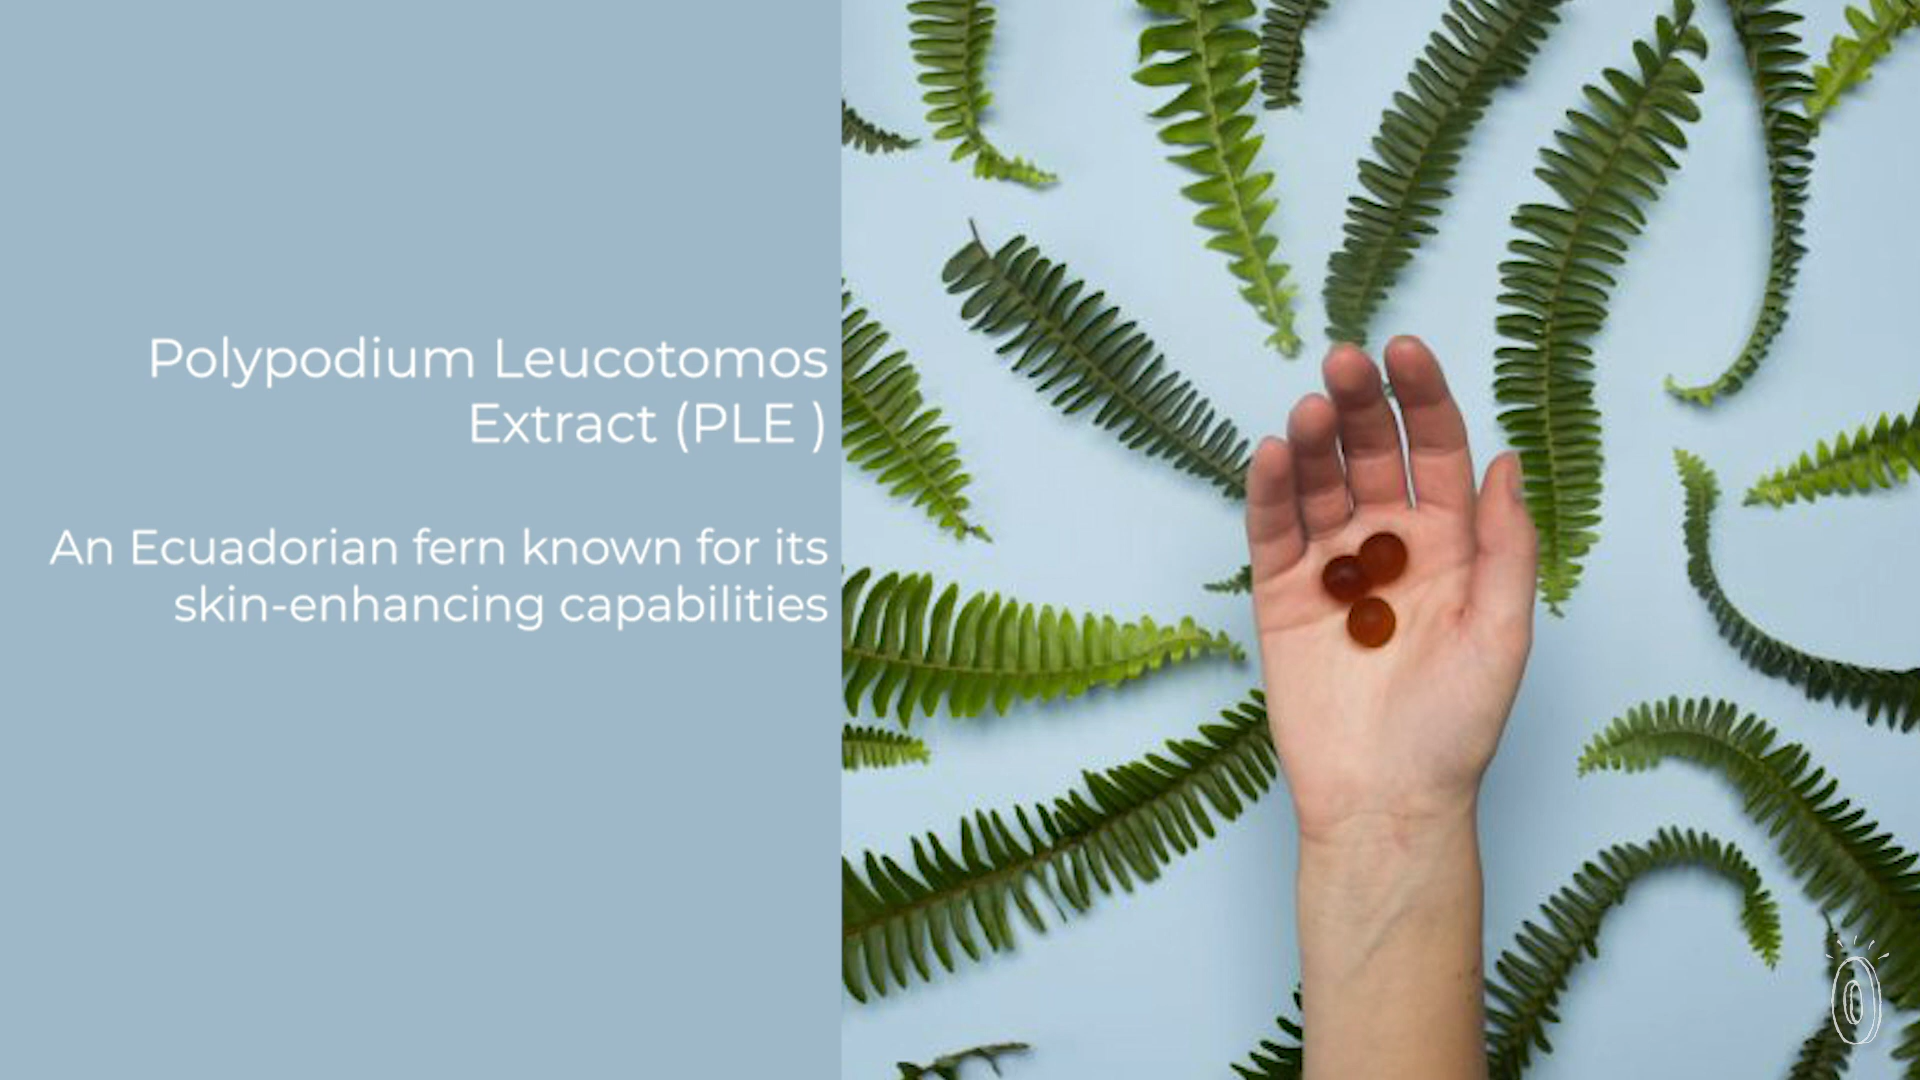 Polypodium Leucotomos
Extract (PLE )
An Ecuadorian fern known for its
skin-enhancing capabilities